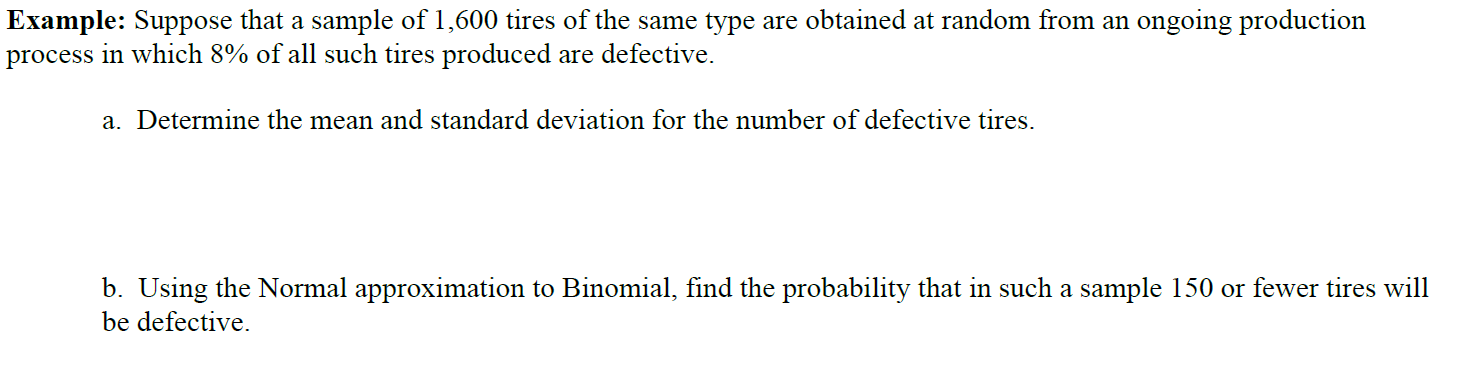 Example: Suppose that a sample of 1,600 tires of the same type are obtained at random from an ongoing production
process in which 8% of all such tires produced are defective.
a. Determine the mean and standard deviation for the number of defective tires.
b. Using the Normal approximation to Binomial, find the probability that in such a sample 150 or fewer tires will
be defective.